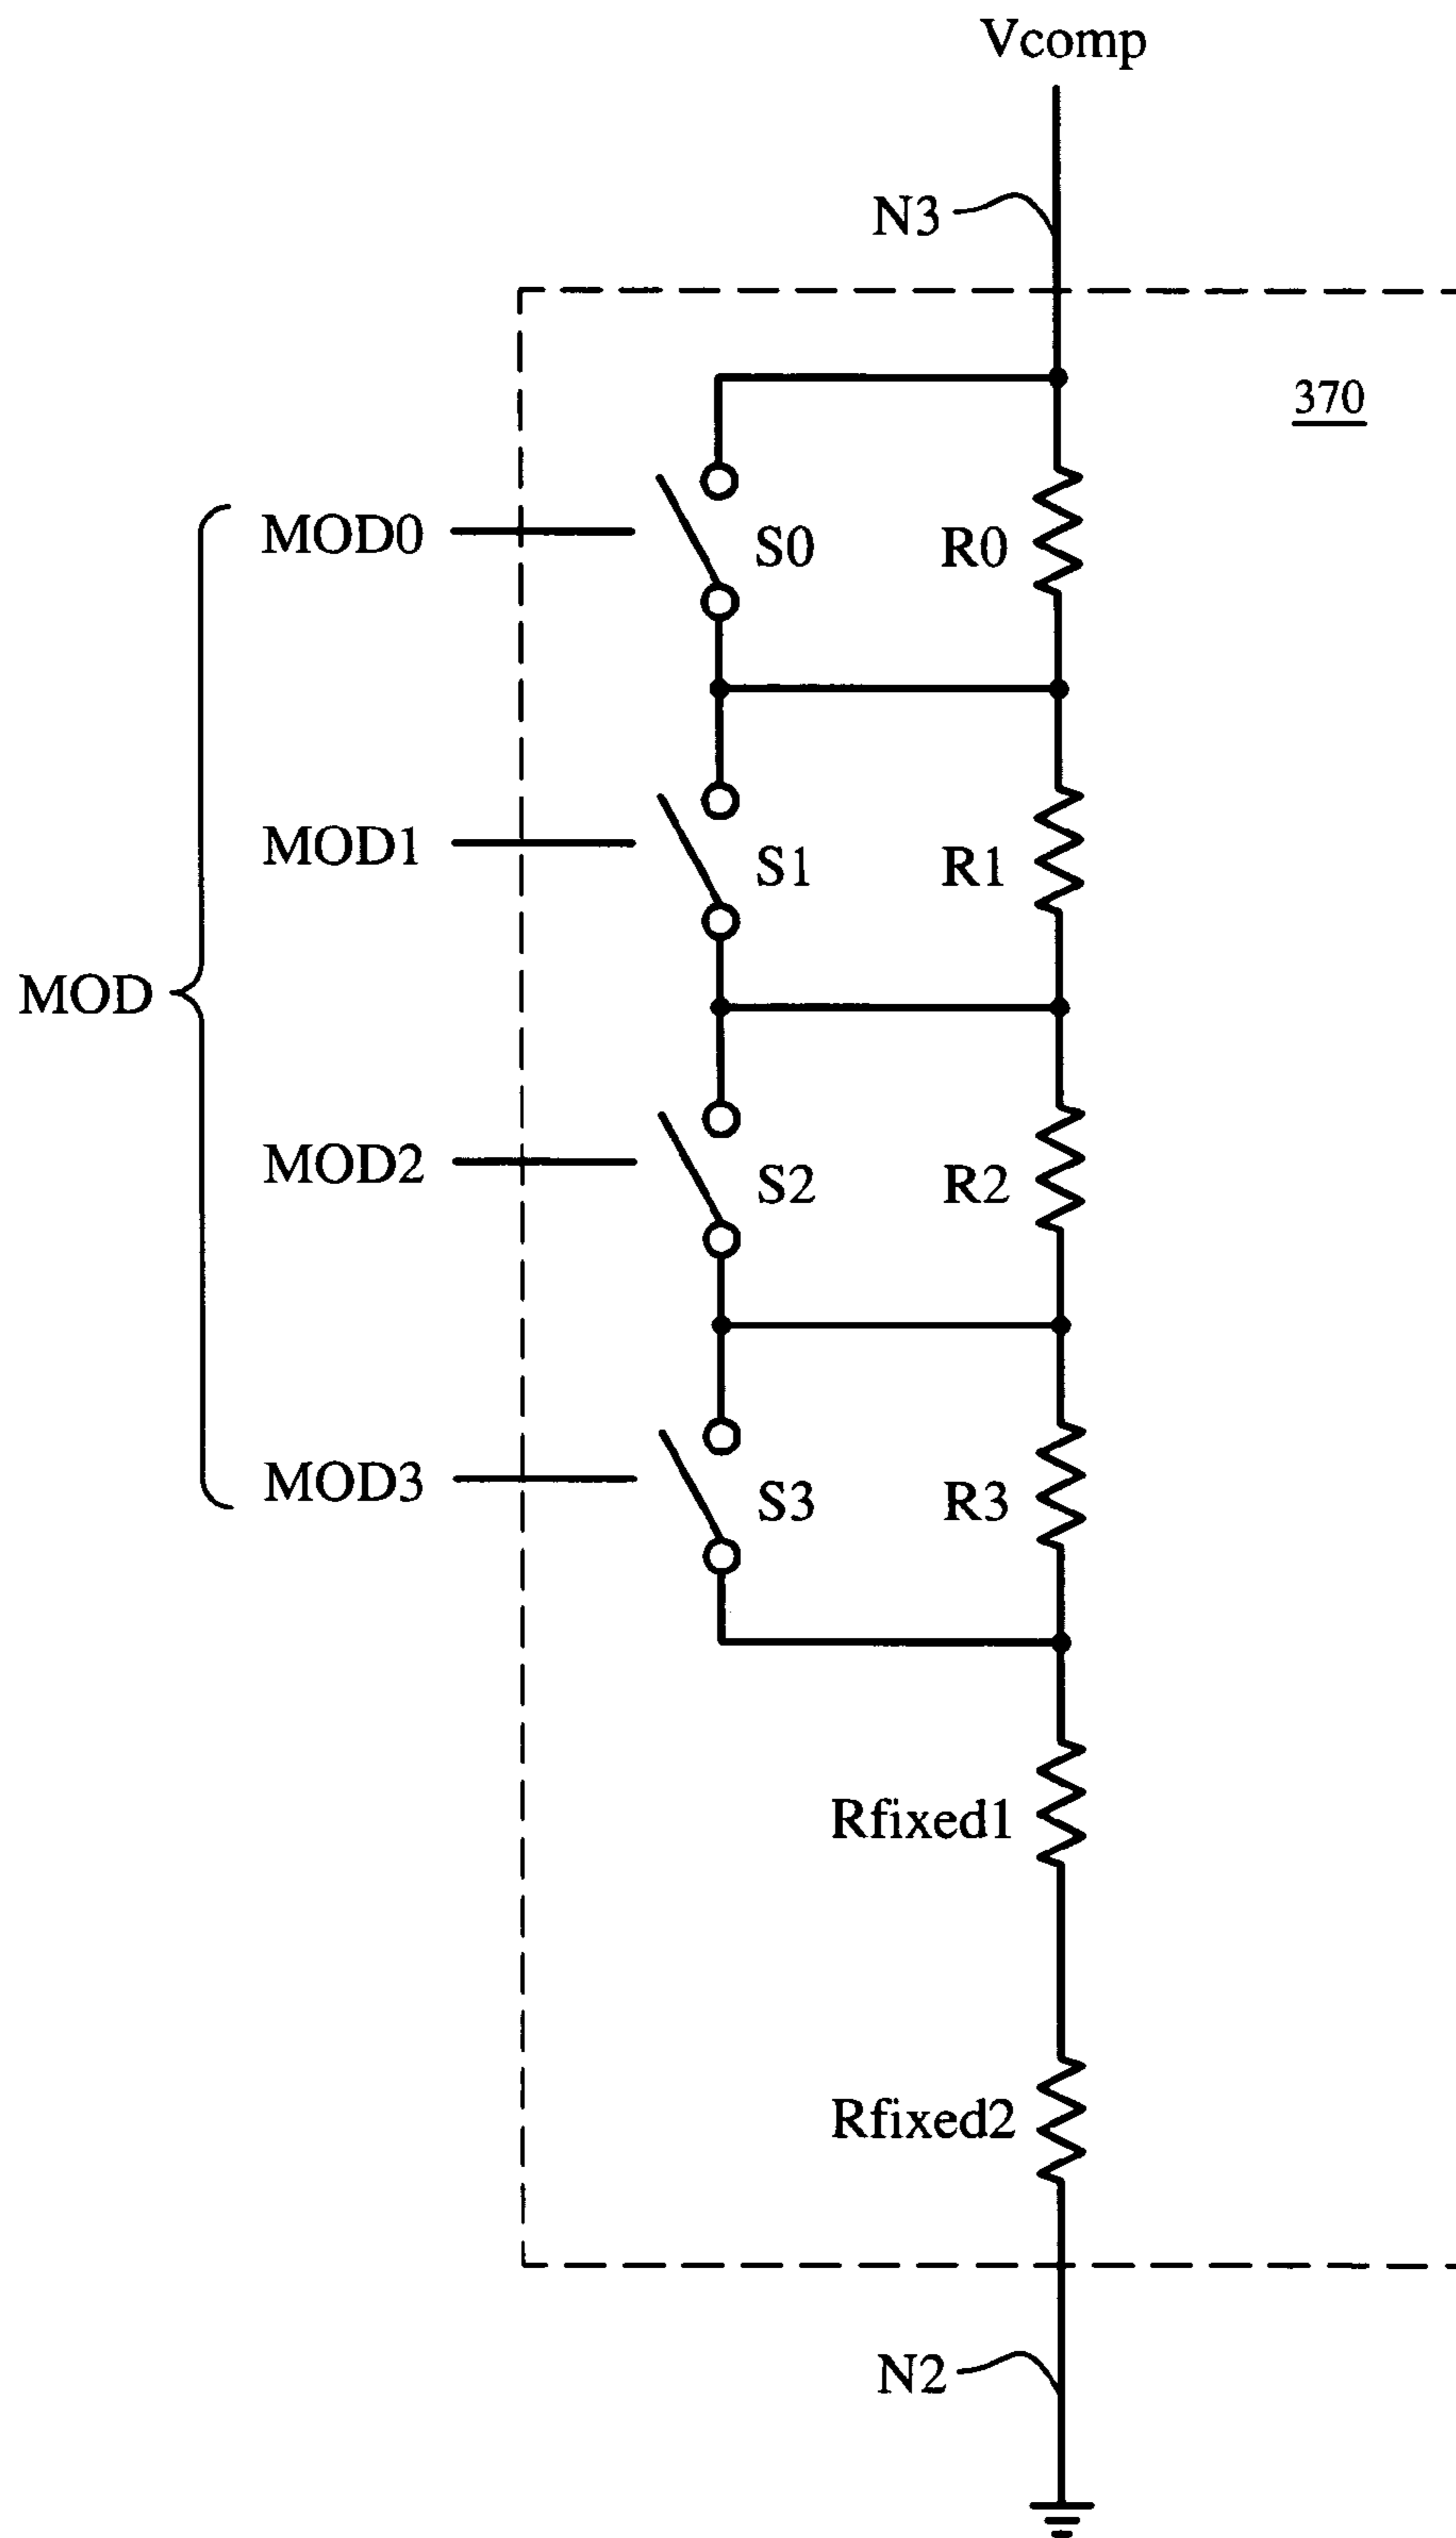 Vcomp
N3
370
MOD0
S0
R0
MOD1
S1
R1
MOD
MOD2
S2
R2
MOD3
S3
R3
Rfixed1
Rfixed2
N2